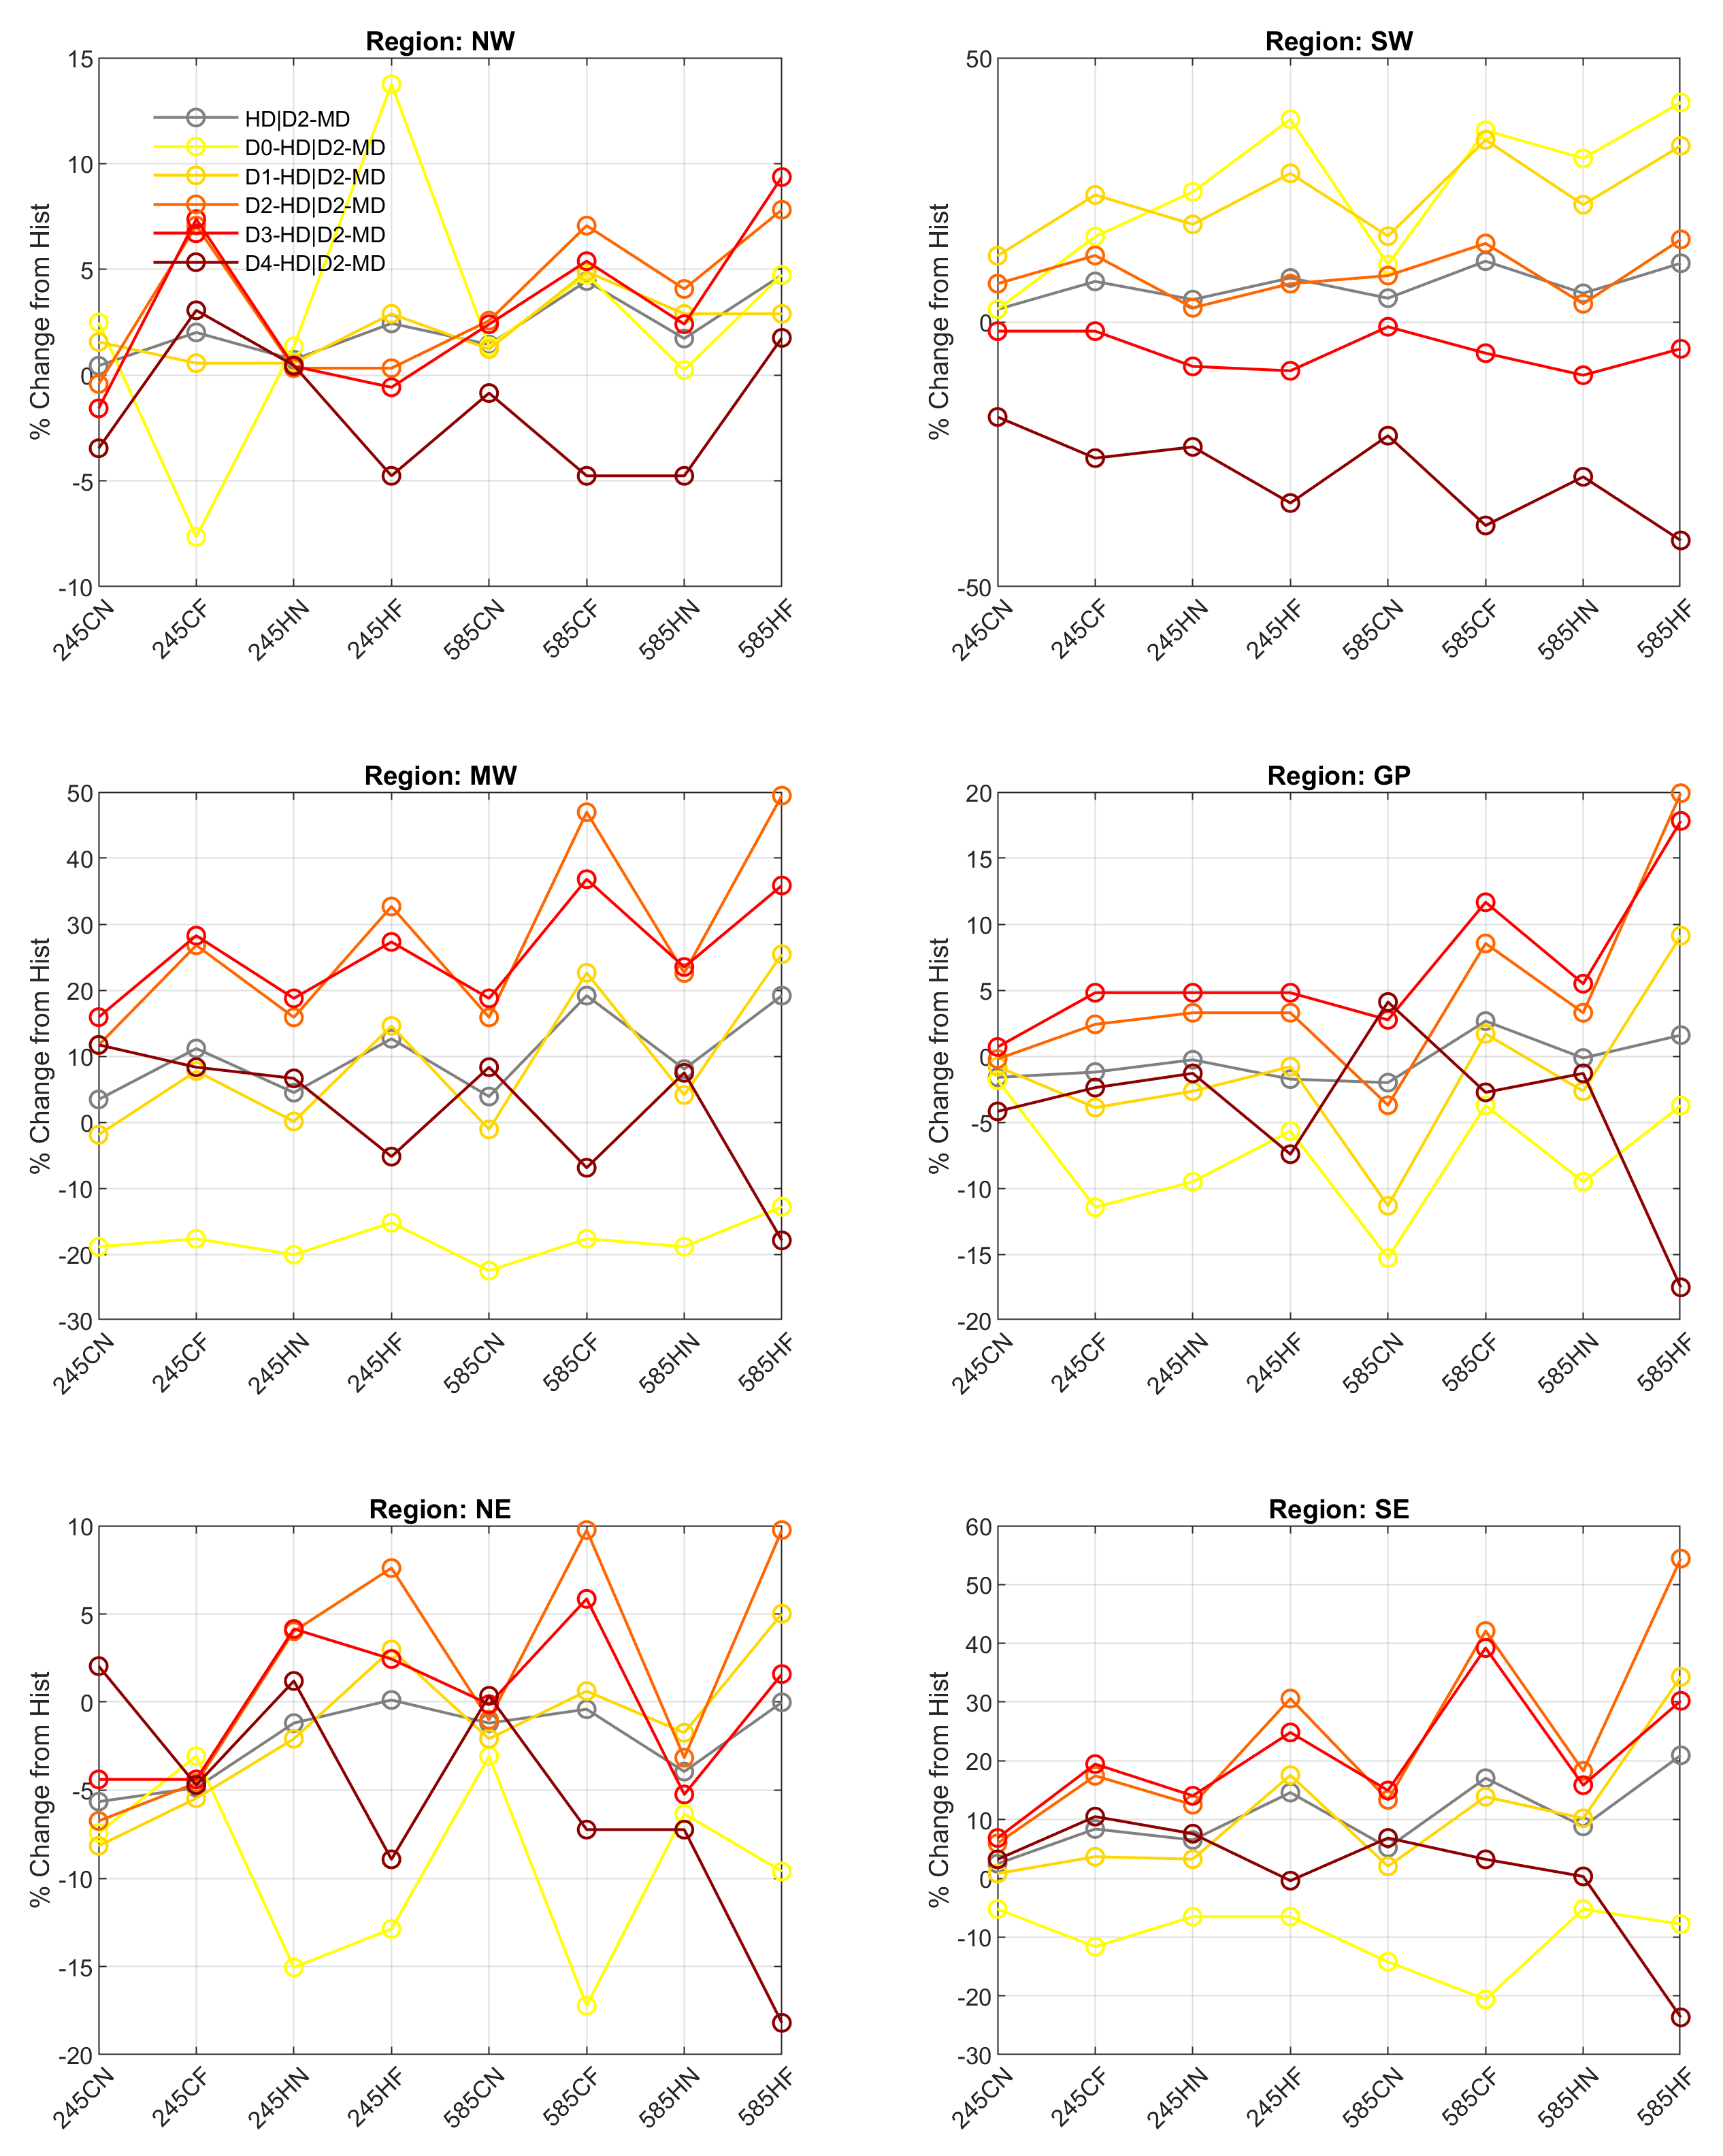 Region: NW
15
10
5
0
-5
-10
% Change from Hist
HD|D2-MD
D0-HD|D2-MD
D1-HD|D2-MD
D2-HD|D2-MD
D3-HD|D2-MD
D4-HD|D2-MD
245CN 245CF 245HN 245HF 585CN 585CF 585HN 585HF
Region: SW
50
0
-50
% Change from Hist
245CN 245CF 245HN 245HF 585CN 585CF 585HN 585HF
Region: MW
50
40
30
20
10
0
-10
-20
-30
% Change from Hist
245CN 245CF 245HN 245HF 585CN 585CF 585HN 585HF
Region: GP
20
15
10
5
0
-5
-10
-15
-20
% Change from Hist
245CN 245CF 245HN 245HF 585CN 585CF 585HN 585HF
Region: NE
10
5
0
-5
-10
-15
-20
% Change from Hist
245CN 245CF 245HN 245HF 585CN 585CF 585HN 585HF
Region: SE
60
50
40
30
20
10
0
-10
-20
-30
% Change from Hist
245CN 245CF 245HN 245HF 585CN 585CF 585HN 585HF